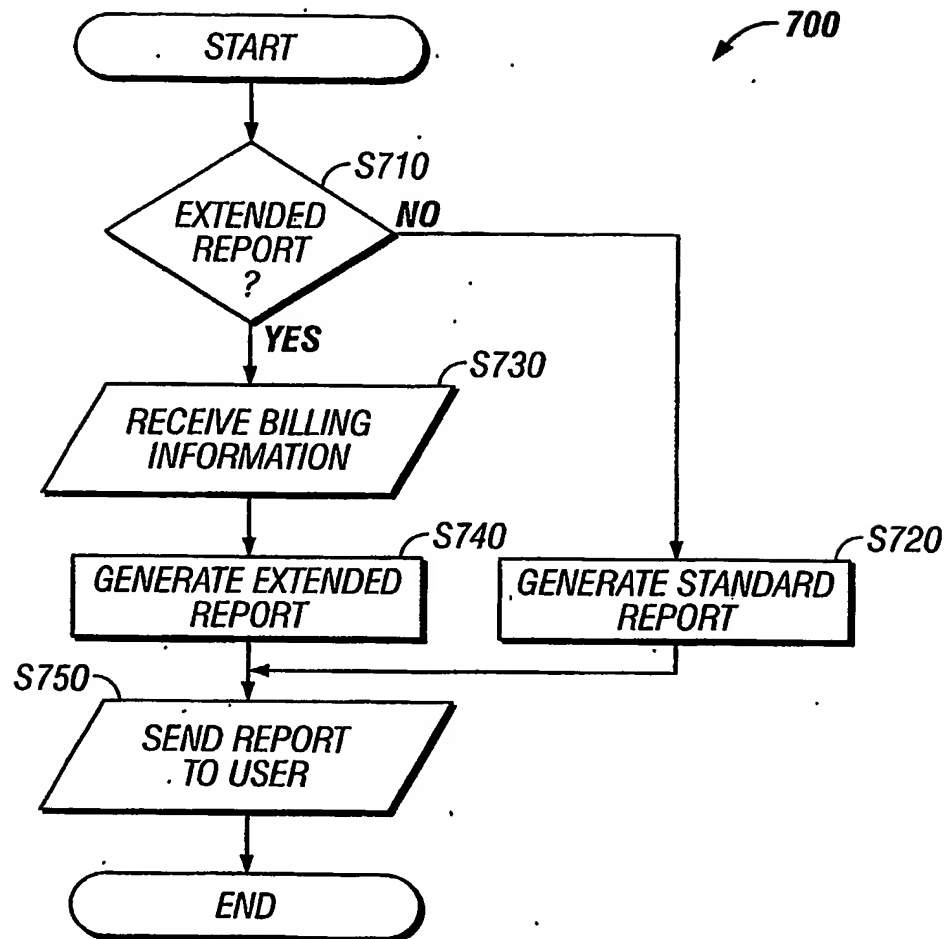 START
700
S710
EXTENDED
REPORT
?
NO
YES
S730
RECEIVE BILLING
INFORMATION
S740
GENERATE EXTENDED
REPORT
S720
GENERATE STANDARD
REPORT
S750
SEND REPORT
TO USER
END